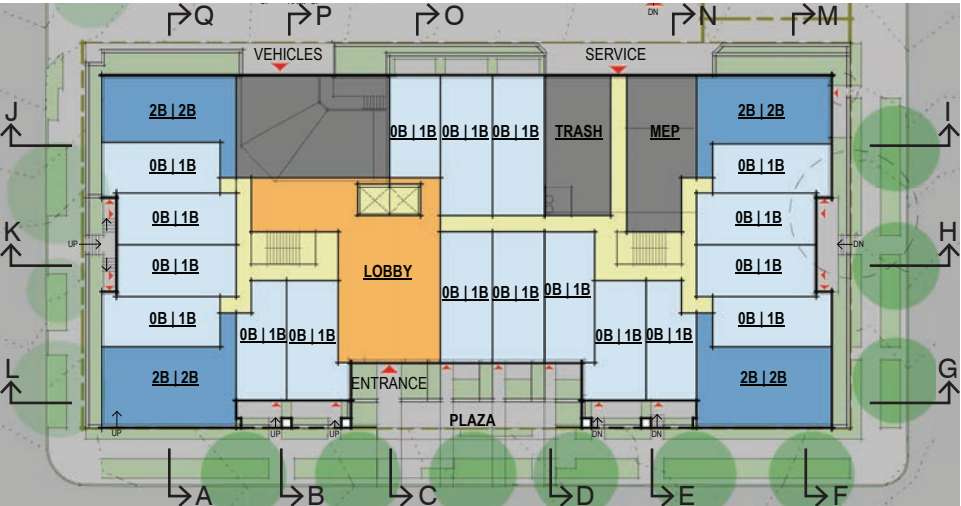 Q P O N M
DN
VEHICLES SERVICE
J I
2B | 2B 2B | 2B
0B | 1B 0B | 1B 0B | 1B TRASH MEP
0B | 1B 0B | 1B
0B | 1B 0B | 1B
K H
UP DN
LOBBY
0B | 1B 0B | 1B
0B | 1B 0B | 1B 0B | 1B
0B | 1B 0B | 1B
0B | 1B 0B | 1B 0B | 1B 0B | 1B
L G
2B | 2B ENTRANCE 2B | 2B
PLAZA
UP UP UP DN DN
A B C D E F